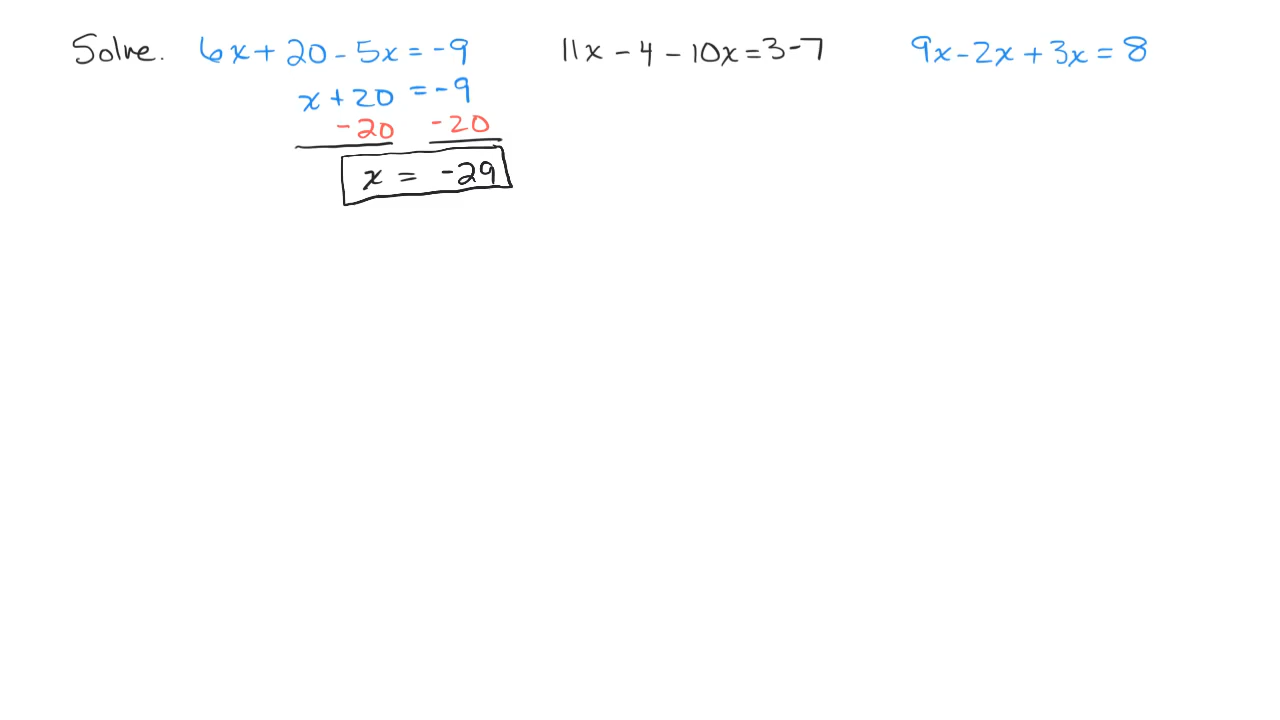 Solve. 6x + 20 - 5x = -9 11x - 4 - 10x = 3 - 7 9x - 2x + 3x = 8
x + 20 = -9
-20 -20
x = -29